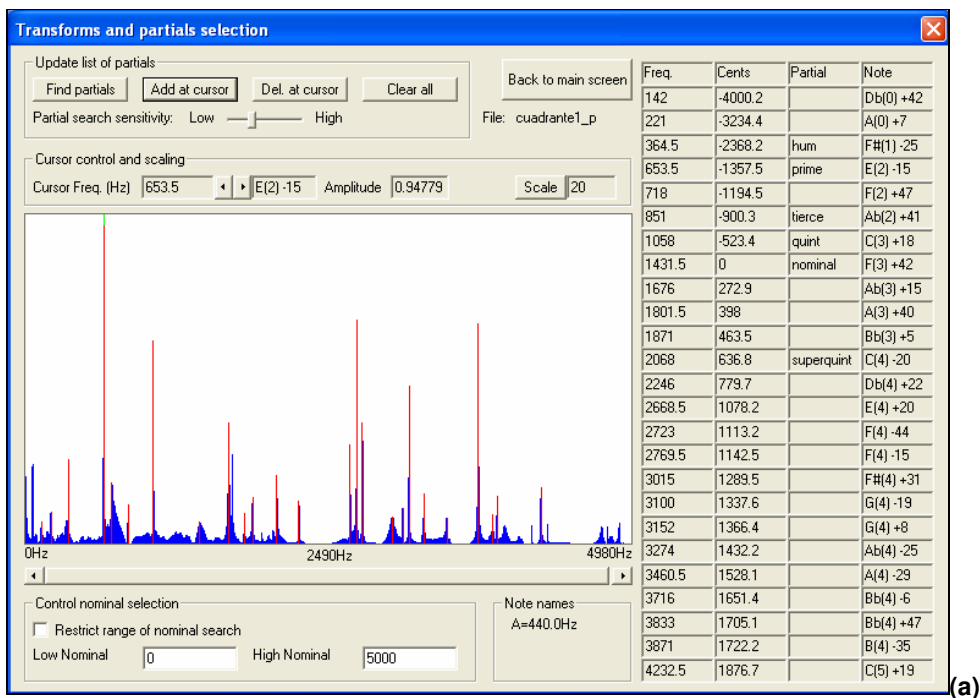 Transforms and partials selection
Update list of partials
Find partials Add at cursor Del. at cursor Clear all
Partial search sensitivity: Low High
Back to main screen
File: cuadrante1_p
Cursor control and scaling
Cursor Freq. (Hz) 653.5 E(2) -15 Amplitude 0.94779 Scale 20
0Hz 2490Hz 4980Hz
Control nominal selection
Restrict range of nominal search
Low Nominal 0 High Nominal 5000
Note names
A=440.0Hz
Freq. Cents Partial Note
142 -4000.2 Db(0) +42
221 -3234.4 A(0) +7
364.5 -2368.2 hum F#(1) -25
653.5 -1357.5 prime E(2) -15
718 -1194.5 F(2) +47
851 -900.3 tierce Ab(2) +41
1058 -523.4 quint C(3) +18
1431.5 0 nominal F(3) +42
1676 272.9 Ab(3) +15
1801.5 398 A(3) +40
1871 463.5 Bb(3) +5
2068 636.8 superquint C(4) -20
2246 779.7 Db(4) +22
2668.5 1078.2 E(4) +20
2723 1113.2 F(4) -44
2769.5 1142.5 F(4) -15
3015 1289.5 F#(4) +31
3100 1337.6 G(4) -19
3152 1366.4 G(4) +8
3274 1432.2 Ab(4) -25
3460.5 1528.1 A(4) -29
3716 1651.4 Bb(4) -6
3833 1705.1 Bb(4) +47
3871 1722.2 B(4) -35
4232.5 1876.7 C(5) +19
(a)